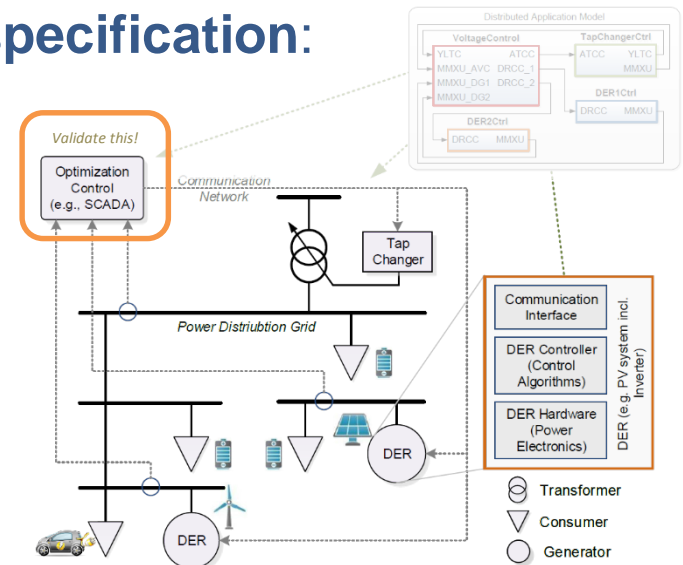 specification:
Distributed Application Model
VoltageControl
TapChangerCtrl
YLTC ATCC
MMXU_AVC DRCC_1
MMXU_DG1 DRCC_2
MMXU_DG2
ATCC YLTC
MMXU
DER1Ctrl
DRCC MMXU
DER2Ctrl
DRCC MMXU
Validate this!
Optimization
Control
(e.g., SCADA)
Communication
Network
Tap
Changer
Power Distriubtion Grid
Communication
Interface
DER Controller
(Control
Algorithms)
DER Hardware
(Power
Electronics)
DER (e.g. PV system incl.
Inverter)
DER
DER
Transformer
Consumer
Generator